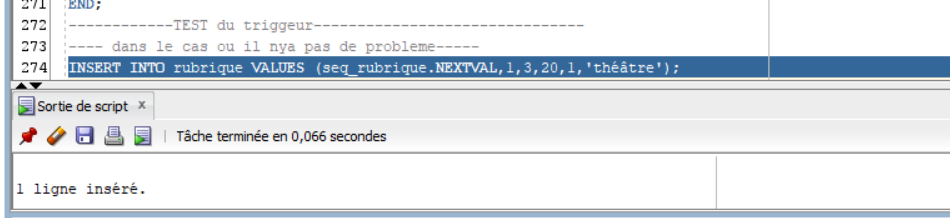 271 END;
272 ------------TEST du triggeur-------------------------------
273 ---- dans le cas ou il nya pas de probleme-----
274 INSERT INTO rubrique VALUES (seq_rubrique.NEXTVAL,1,3,20,1,'théâtre');
Sortie de script x
Tâche terminée en 0,066 secondes
1 ligne inséré.